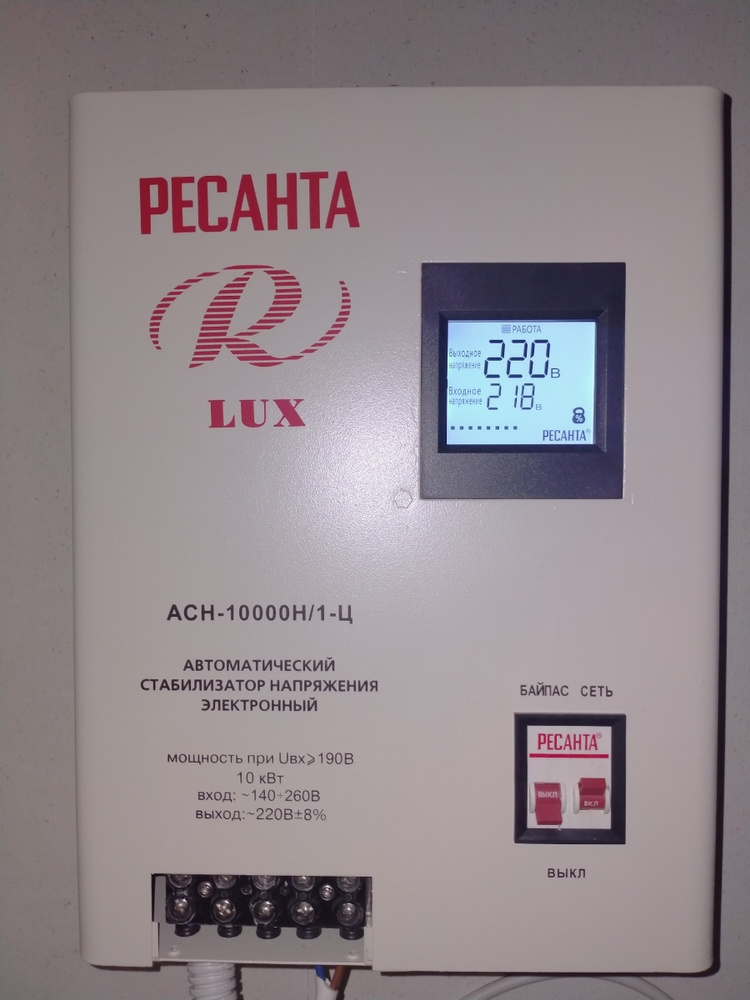 РЕСАНТА
R
LUX
РАБОТА
Выходное
напряжение
220В
Входное
напряжение
218В
%
РЕСАНТА®
АСН-10000Н/1-Ц
АВТОМАТИЧЕСКИЙ
СТАБИЛИЗАТОР НАПРЯЖЕНИЯ
ЭЛЕКТРОННЫЙ
мощность при Uвх⩾190В
10 кВт
вход: ~140÷260В
выход:~220В±8%
БАЙПАС СЕТЬ
РЕСАНТА®
ВЫКЛ
ВКЛ
ВЫКЛ